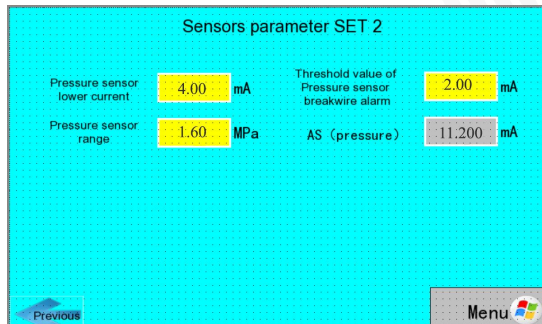 Sensors parameter SET 2
Pressure sensor
lower current
4.00 mA
Threshold value of
Pressure sensor
breakwire alarm
2.00 mA
Pressure sensor
range
1.60 MPa
AS (pressure)
11.200 mA
Previous
Menu